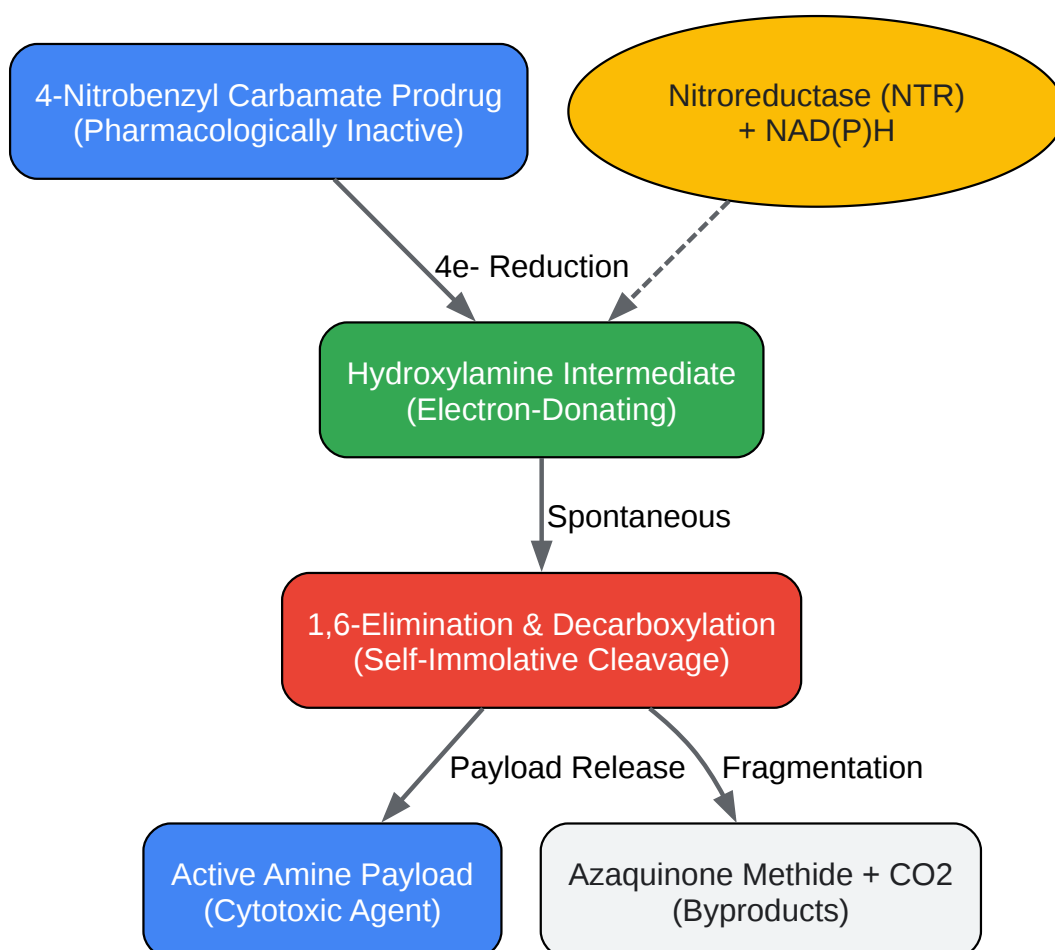 4-Nitrobenzyl Carbamate Prodrug
(Pharmacologically Inactive)
Nitroreductase (NTR)
+ NAD(P)H
4e- Reduction
Hydroxylamine Intermediate
(Electron-Donating)
Spontaneous
1,6-Elimination & Decarboxylation
(Self-Immolative Cleavage)
Payload Release
Fragmentation
Active Amine Payload
(Cytotoxic Agent)
Azaquinone Methide + CO2
(Byproducts)